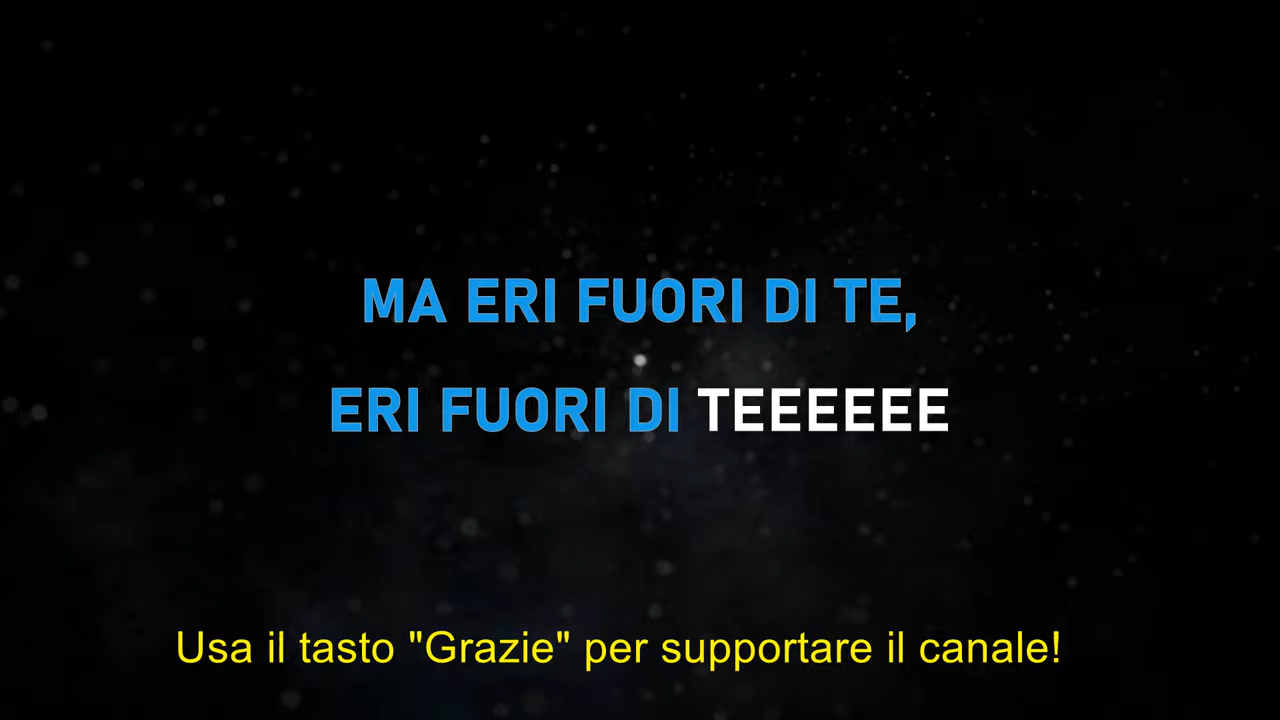 MA ERI FUORI DI TE,
ERI FUORI DI TEEEEEE
Usa il tasto "Grazie" per supportare il canale!